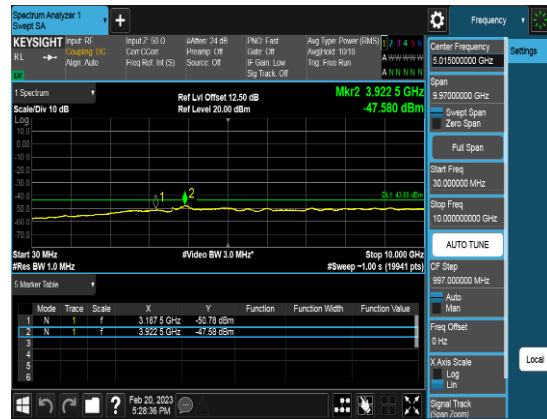 Spectrum Analyzer 1
Swept SA
+
Frequency
KEYSIGHT Input: RF Input Z: 50 Ω #Atten: 24 dB PNO: Fast Avg Type: Power (RMS) 1 2 3 4 5 6
RL Coupling: DC Corr CCorr Preamp: Off Gate: Off Avg|Hold: 10/10 A W W W W W
Align: Auto Freq Ref: Int (S) Source: Off IF Gain: Low Trig: Free Run
Sig Track: Off A N N N N N
Center Frequency
5.015000000 GHz
Settings
1 Spectrum
Ref Lvl Offset 12.50 dB
Mkr2 3.922 5 GHz
Scale/Div 10 dB
Ref Level 20.00 dBm
-47.580 dBm
Span
9.97000000 GHz
Swept Span
Zero Span
Full Span
Log
10.0
0.00
-10.0
-20.0
-30.0
-40.0
-50.0
-60.0
-70.0
1
2
Start Freq
30.000000 MHz
Stop Freq
10.000000000 GHz
AUTO TUNE
Start 30 MHz
#Video BW 3.0 MHz*
Stop 10.000 GHz
#Res BW 1.0 MHz
#Sweep ~1.00 s (19941 pts)
CF Step
997.000000 MHz
Auto
Man
5 Marker Table
Mode Trace Scale X Y Function Function Width Function Value
1 N 1 f 3.187 5 GHz -50.78 dBm
2 N 1 f 3.922 5 GHz -47.58 dBm
3
4
5
6
Freq Offset
0 Hz
X Axis Scale
Log
Lin
Local
Signal Track
(Span Zoom)
?
Feb 20, 2023
5:28:36 PM